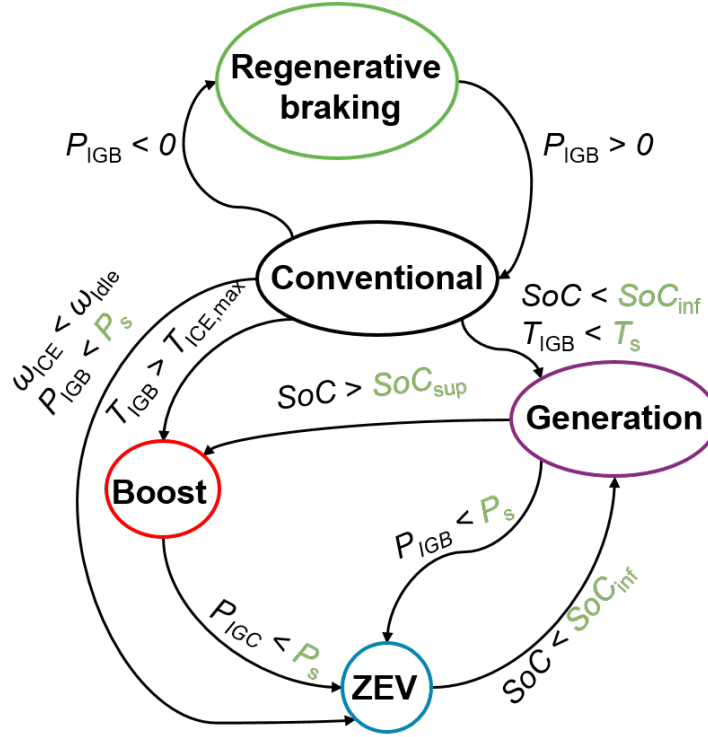 Regenerative
braking
P_IGB < 0
P_IGB > 0
Conventional
ω_ICE < ω_Idle
P_IGB < P_s
T_IGB > T_ICE,max
SoC < SoC_inf
T_IGB < T_s
SoC > SoC_sup
Generation
Boost
P_IGB < P_s
P_IGC < P_s
SoC < SoC_inf
ZEV